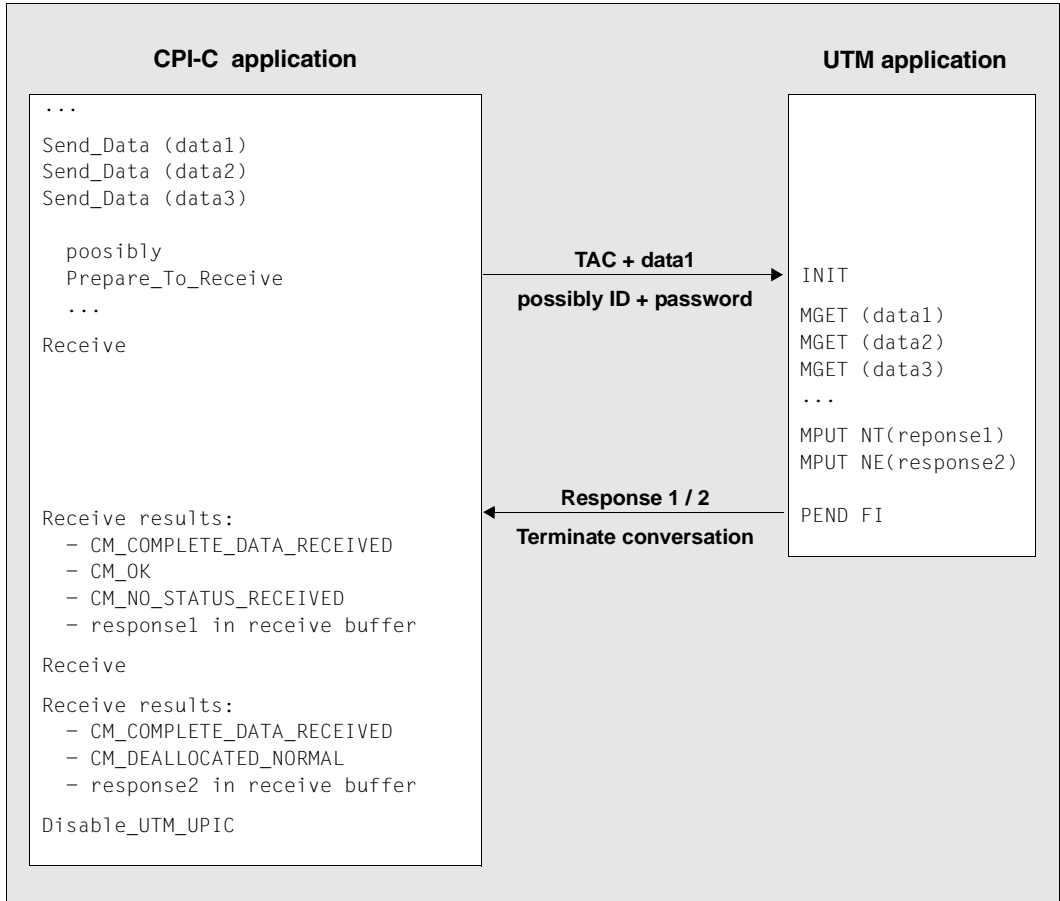 CPI-C application
...
Send_Data (data1)
Send_Data (data2)
Send_Data (data3)
poosibly
Prepare_To_Receive
...
Receive
Receive results:
– CM_COMPLETE_DATA_RECEIVED
– CM_OK
– CM_NO_STATUS_RECEIVED
– response1 in receive buffer
Receive
Receive results:
– CM_COMPLETE_DATA_RECEIVED
– CM_DEALLOCATED_NORMAL
– response2 in receive buffer
Disable_UTM_UPIC
TAC + data1
possibly ID + password
Response 1 / 2
Terminate conversation
UTM application
INIT
MGET (data1)
MGET (data2)
MGET (data3)
...
MPUT NT(reponse1)
MPUT NE(response2)
PEND FI